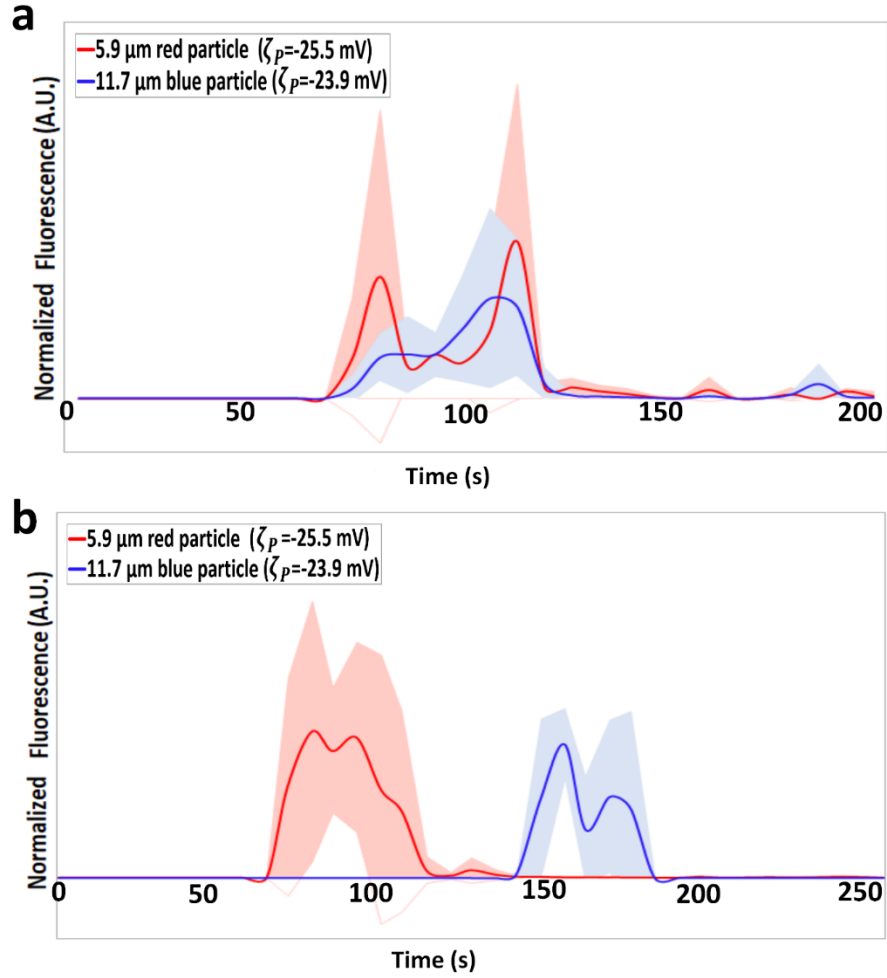 a
5.9 μm red particle (ζP=-25.5 mV)
11.7 μm blue particle (ζP=-23.9 mV)
Normalized Fluorescence (A.U.)
0 50 100 150 200
Time (s)
b
5.9 μm red particle (ζP=-25.5 mV)
11.7 μm blue particle (ζP=-23.9 mV)
Normalized Fluorescence (A.U.)
0 50 100 150 200 250
Time (s)